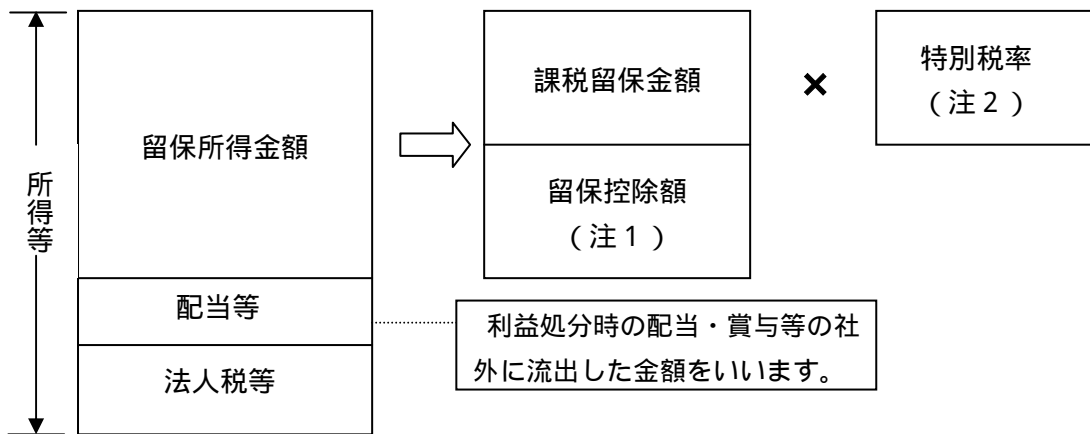 所得等
留保所得金額
配当等
法人税等
課税留保金額
留保控除額
（注１）
×
特別税率
（注２）
利益処分時の配当・賞与等の社
外に流出した金額をいいます。